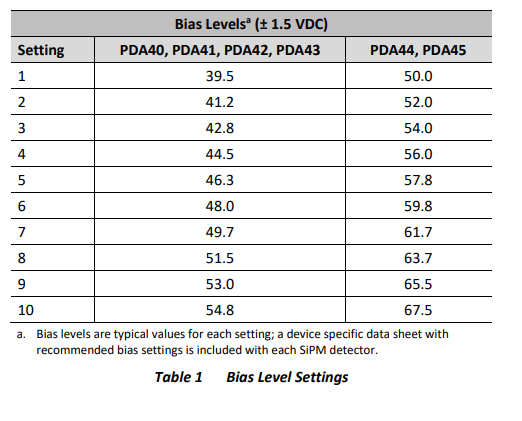 Bias Levelsᵃ (± 1.5 VDC)
Setting PDA40, PDA41, PDA42, PDA43 PDA44, PDA45
1 39.5 50.0
2 41.2 52.0
3 42.8 54.0
4 44.5 56.0
5 46.3 57.8
6 48.0 59.8
7 49.7 61.7
8 51.5 63.7
9 53.0 65.5
10 54.8 67.5
a. Bias levels are typical values for each setting; a device specific data sheet with
recommended bias settings is included with each SiPM detector.
Table 1 Bias Level Settings